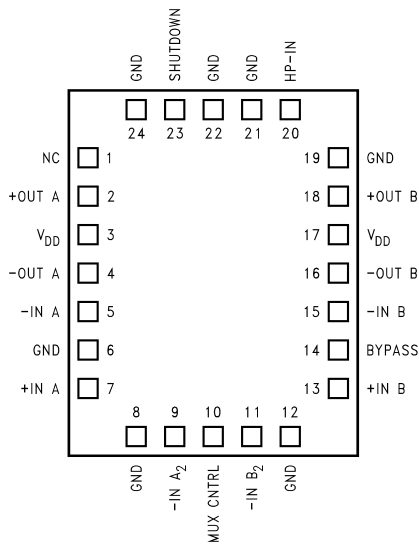 GND
SHUTDOWN
GND
GND
HP-IN
24 23 22 21 20
NC 1 19 GND
+OUT A 2 18 +OUT B
V_DD 3 17 V_DD
-OUT A 4 16 -OUT B
-IN A 5 15 -IN B
GND 6 14 BYPASS
+IN A 7 13 +IN B
8 9 10 11 12
GND
-IN A₂
MUX CNTRL
-IN B₂
GND